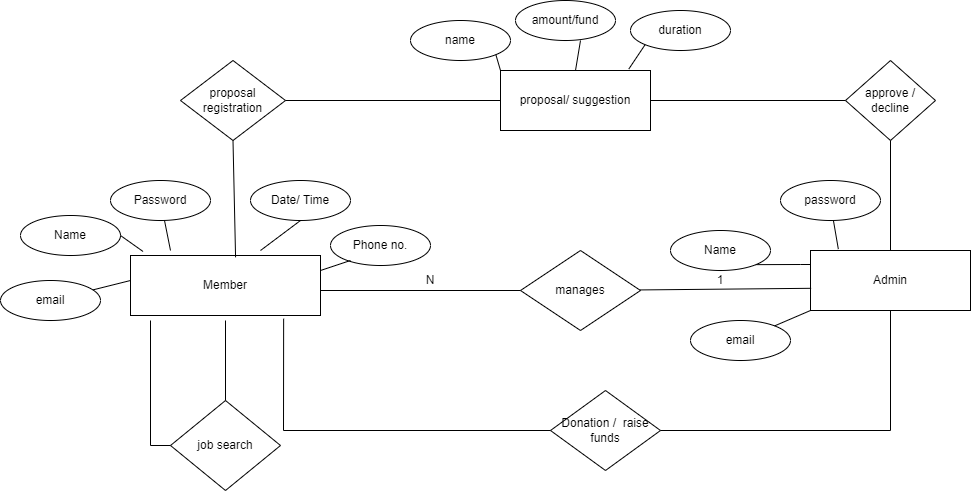 amount/fund
name
duration
proposal
registration
proposal/ suggestion
approve /
decline
Password
Date/ Time
password
Name
Phone no.
Name
email
Member
N
manages
1
Admin
email
job search
Donation /  raise
funds